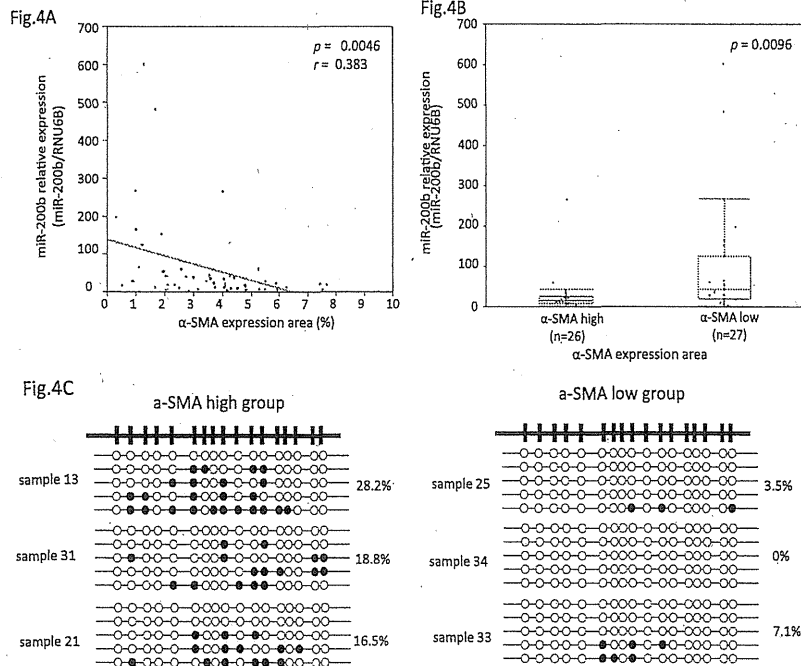 Fig.4A
700
600
500
400
300
200
100
0
miR-200b relative expression
(miR-200b/RNU6B)
p = 0.0046
r = 0.383
0 1 2 3 4 5 6 7 8 9 10
α-SMA expression area (%)
Fig.4B
700
600
500
400
300
200
100
0
miR-200b relative expression
(miR-200b/RNU6B)
p = 0.0096
α-SMA high
(n=26)
α-SMA low
(n=27)
α-SMA expression area
Fig.4C
a-SMA high group
sample 13
28.2%
sample 31
18.8%
sample 21
16.5%
a-SMA low group
sample 25
3.5%
sample 34
0%
sample 33
7.1%